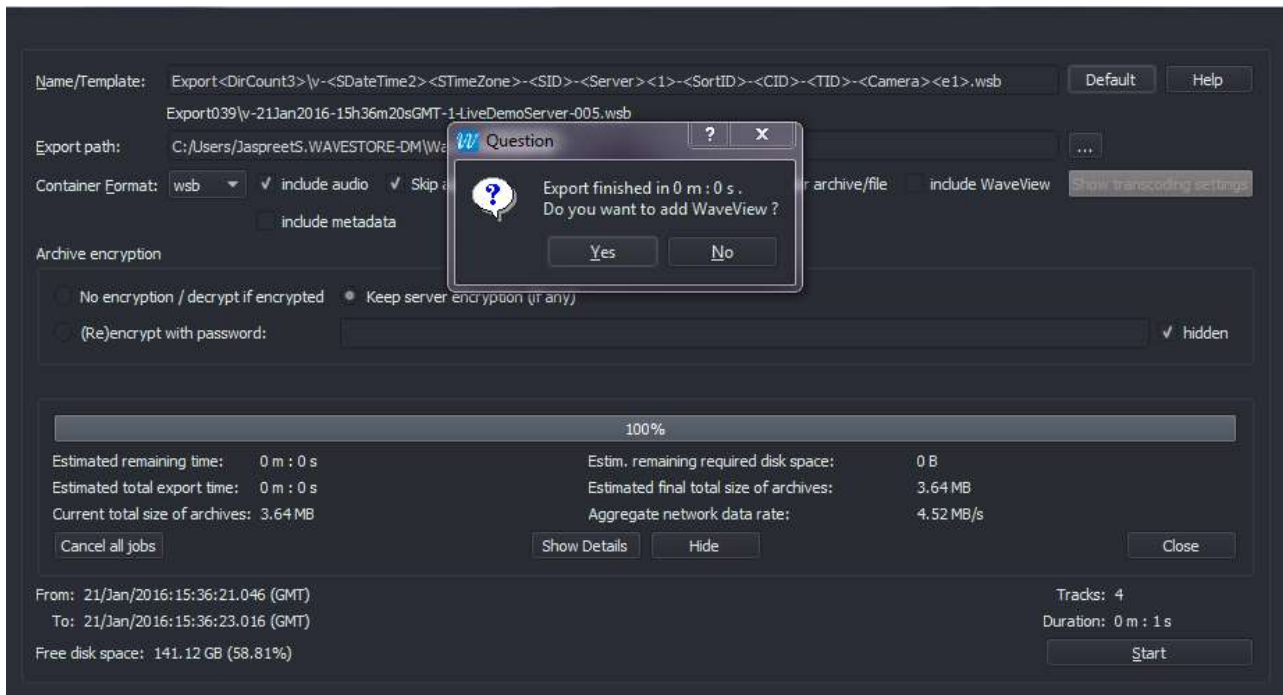 Name/Template: Export<DirCount3>\v-<SDateTime2><STimeZone>-<SID>-<Server><1>-<SortID>-<CID>-<TID>-<Camera><e1>.wsb Default Help
Export039\v-21Jan2016-15h36m20sGMT-1-LiveDemoServer-005.wsb
Question ? X
Export path: C:/Users/JaspreetS.WAVESTORE-DM\Wa ...
Export finished in 0 m : 0 s .
Do you want to add WaveView ?
Yes No
Container Format: wsb include audio Skip archive/file include WaveView Show transcoding settings
include metadata
Archive encryption
No encryption / decrypt if encrypted Keep server encryption (if any)
(Re)encrypt with password: hidden
100%
Estimated remaining time: 0 m : 0 s Estim. remaining required disk space: 0 B
Estimated total export time: 0 m : 0 s Estimated final total size of archives: 3.64 MB
Current total size of archives: 3.64 MB Aggregate network data rate: 4.52 MB/s
Cancel all jobs Show Details Hide Close
From: 21/Jan/2016:15:36:21.046 (GMT) Tracks: 4
To: 21/Jan/2016:15:36:23.016 (GMT) Duration: 0 m : 1 s
Free disk space: 141.12 GB (58.81%) Start